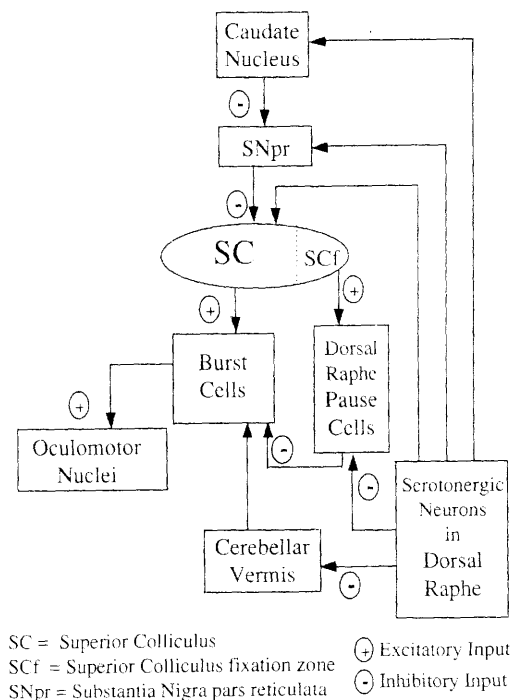 Caudate
Nucleus
-
SNpr
-
SC
SCf
+
+
Burst
Cells
Dorsal
Raphe
Pause
Cells
+
Oculomotor
Nuclei
-
-
Serotonergic
Neurons
in
Dorsal
Raphe
Cerebellar
Vermis
-
SC = Superior Colliculus
SCf = Superior Colliculus fixation zone
SNpr = Substantia Nigra pars reticulata
+ Excitatory Input
- Inhibitory Input